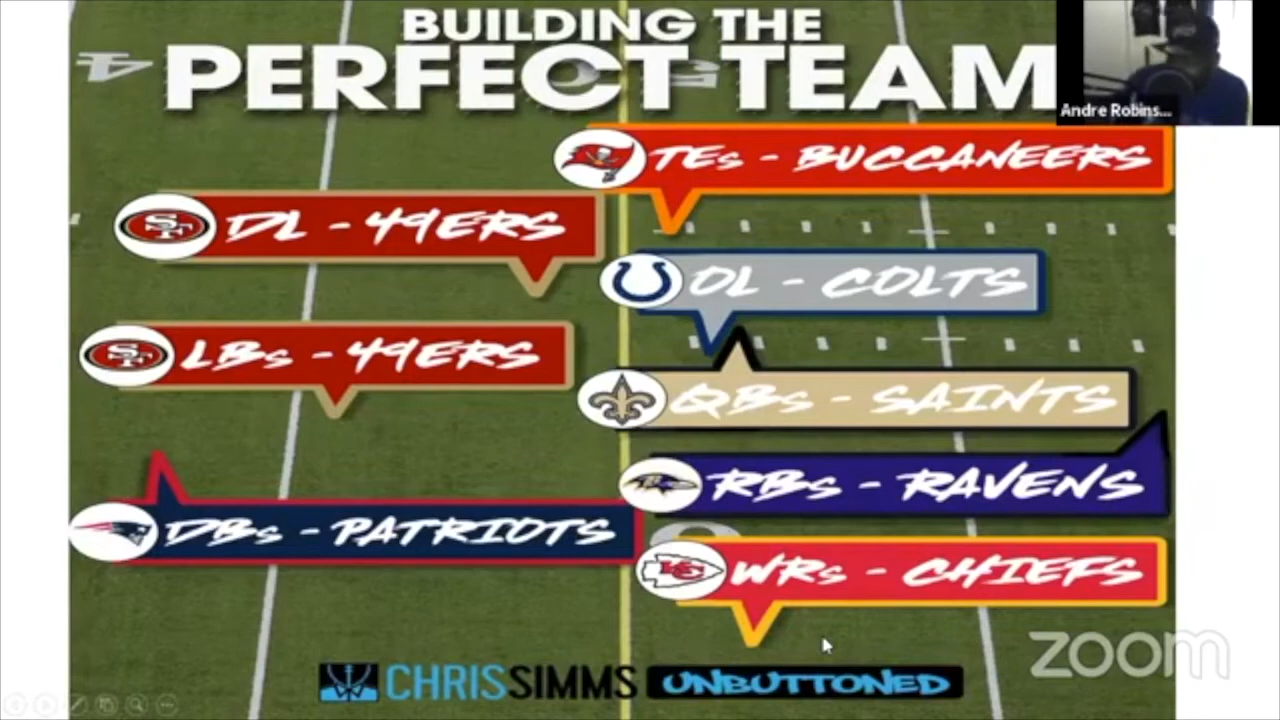 BUILDING THE
PERFECT TEAM
Andre Robins...
TEs - BUCCANEERS
DL - 49ERS
OL - COLTS
LBs - 49ERS
QBs - SAINTS
RBs - RAVENS
DBs - PATRIOTS
WRs - CHIEFS
CHRISSIMMS UNBUTTONED
zoom